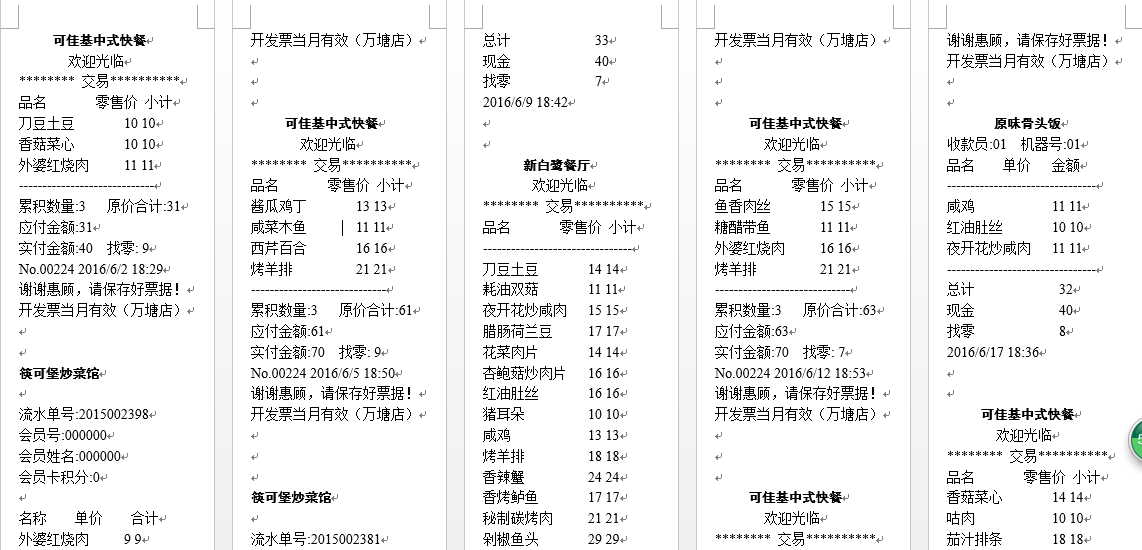 可佳基中式快餐
欢迎光临
******** 交易**********
品名 零售价 小计
刀豆土豆 10 10
香菇菜心 10 10
外婆红烧肉 11 11
-----------------------------
累积数量:3 原价合计:31
应付金额:31
实付金额:40 找零: 9
No.00224 2016/6/2 18:29
谢谢惠顾，请保存好票据！
开发票当月有效（万塘店）
筷可堡炒菜馆
流水单号:2015002398
会员号:000000
会员姓名:000000
会员卡积分:0
名称 单价 合计
外婆红烧肉 9 9
开发票当月有效（万塘店）
可佳基中式快餐
欢迎光临
******** 交易**********
品名 零售价 小计
酱瓜鸡丁 13 13
咸菜木鱼 11 11
西芹百合 16 16
烤羊排 21 21
-----------------------------
累积数量:3 原价合计:61
应付金额:61
实付金额:70 找零: 9
No.00224 2016/6/5 18:50
谢谢惠顾，请保存好票据！
开发票当月有效（万塘店）
筷可堡炒菜馆
流水单号:2015002381
总计 33
现金 40
找零 7
2016/6/9 18:42
新白鹭餐厅
欢迎光临
******** 交易**********
品名 零售价 小计
--------------------------------
刀豆土豆 14 14
耗油双菇 11 11
夜开花炒咸肉 15 15
腊肠荷兰豆 17 17
花菜肉片 14 14
杏鲍菇炒肉片 16 16
红油肚丝 16 16
猪耳朵 10 10
咸鸡 13 13
烤羊排 18 18
香辣蟹 24 24
香烤鲈鱼 17 17
秘制碳烤肉 21 21
剁椒鱼头 29 29
开发票当月有效（万塘店）
可佳基中式快餐
欢迎光临
******** 交易**********
品名 零售价 小计
鱼香肉丝 15 15
糖醋带鱼 11 11
外婆红烧肉 16 16
烤羊排 21 21
-----------------------------
累积数量:3 原价合计:63
应付金额:63
实付金额:70 找零: 7
No.00224 2016/6/12 18:53
谢谢惠顾，请保存好票据！
开发票当月有效（万塘店）
可佳基中式快餐
欢迎光临
******** 交易**********
谢谢惠顾，请保存好票据！
开发票当月有效（万塘店）
原味骨头饭
收款员:01 机器号:01
品名 单价 金额
--------------------------------
咸鸡 11 11
红油肚丝 10 10
夜开花炒咸肉 11 11
--------------------------------
总计 32
现金 40
找零 8
2016/6/17 18:36
可佳基中式快餐
欢迎光临
******** 交易**********
品名 零售价 小计
香菇菜心 14 14
咕肉 10 10
茄汁排条 18 18